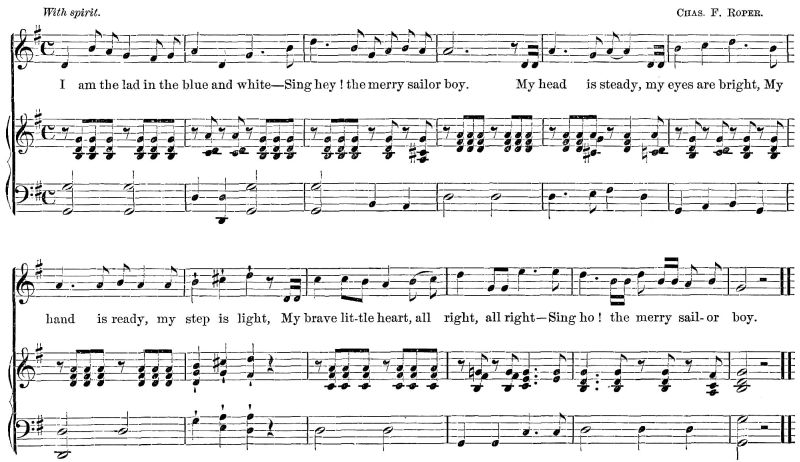 With spirit. CHAS. F. ROPER.
I am the lad in the blue and white—Sing hey! the merry sailor boy. My head is steady, my eyes are bright, My
hand is ready, my step is light, My brave lit-tle heart, all right, all right—Sing ho! the merry sail-or boy.